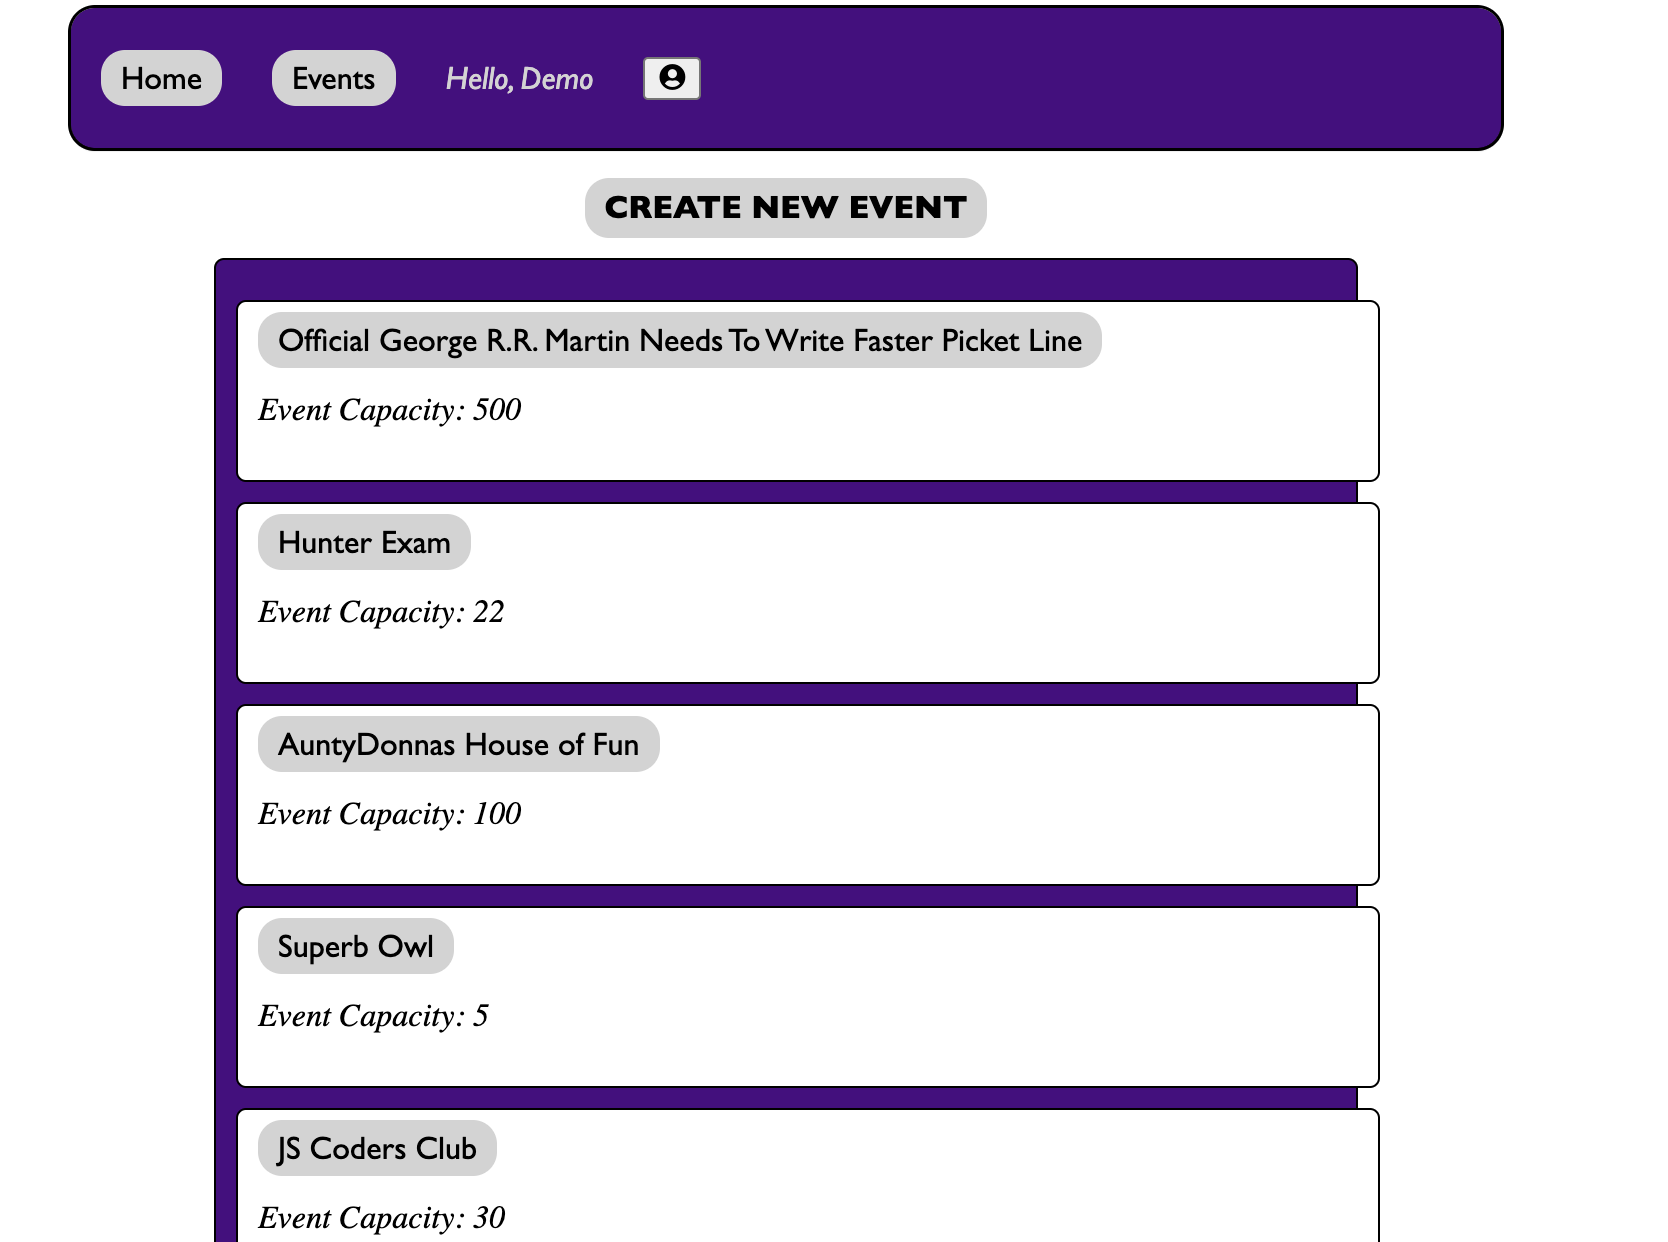 Home Events Hello, Demo
CREATE NEW EVENT
Official George R.R. Martin Needs To Write Faster Picket Line
Event Capacity: 500
Hunter Exam
Event Capacity: 22
AuntyDonnas House of Fun
Event Capacity: 100
Superb Owl
Event Capacity: 5
JS Coders Club
Event Capacity: 30